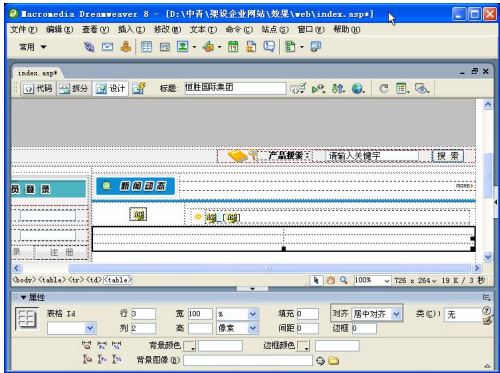 Macromedia Dreamweaver 8 - [D:\中青\架设企业网站\效果\web\index.asp*]
文件(F) 编辑(E) 查看(V) 插入(I) 修改(M) 文本(T) 命令(C) 站点(S) 窗口(W) 帮助(H)
常用
index.asp*
代码 拆分 设计 标题: 恒胜国际集团
产品搜索: 请输入关键字 搜 索
员 登 录 新 闻 动 态 MORE
[ ]
录 注 册
<body> <table> <tr> <td> <table> 100% 726 x 264 19 K / 3 秒
属性
表格 Id 行 3 宽 100 % 填充 0 对齐 居中对齐 类(C) 无
列 2 高 像素 间距 0 边框 0
背景颜色 边框颜色
背景图像(B)